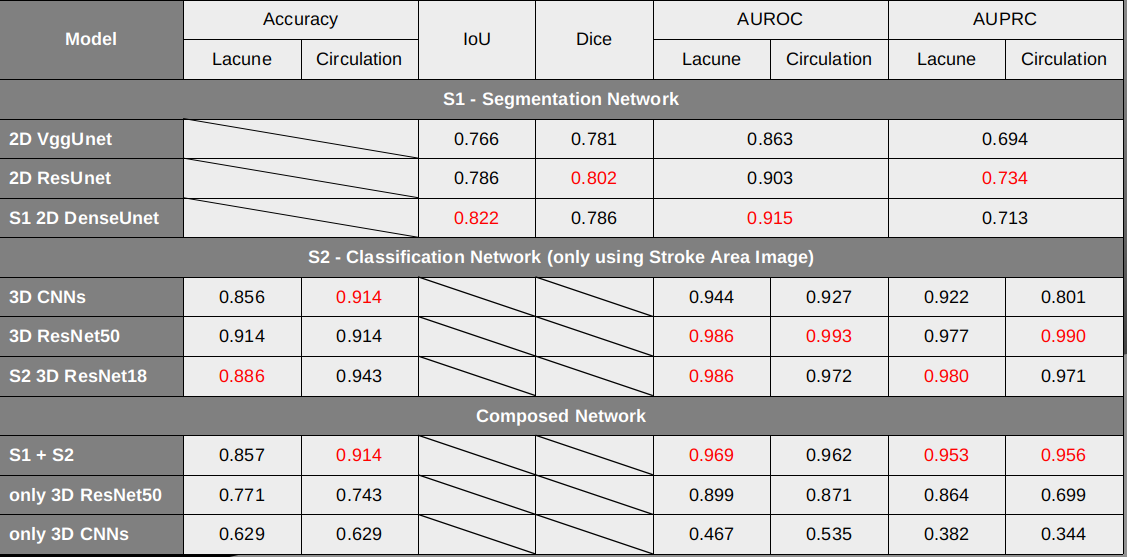 Model Accuracy IoU Dice AUROC AUPRC
Lacune Circulation Lacune Circulation Lacune Circulation
S1 - Segmentation Network
2D VggUnet 0.766 0.781 0.863 0.694
2D ResUnet 0.786 0.802 0.903 0.734
S1 2D DenseUnet 0.822 0.786 0.915 0.713
S2 - Classification Network (only using Stroke Area Image)
3D CNNs 0.856 0.914 0.944 0.927 0.922 0.801
3D ResNet50 0.914 0.914 0.986 0.993 0.977 0.990
S2 3D ResNet18 0.886 0.943 0.986 0.972 0.980 0.971
Composed Network
S1 + S2 0.857 0.914 0.969 0.962 0.953 0.956
only 3D ResNet50 0.771 0.743 0.899 0.871 0.864 0.699
only 3D CNNs 0.629 0.629 0.467 0.535 0.382 0.344